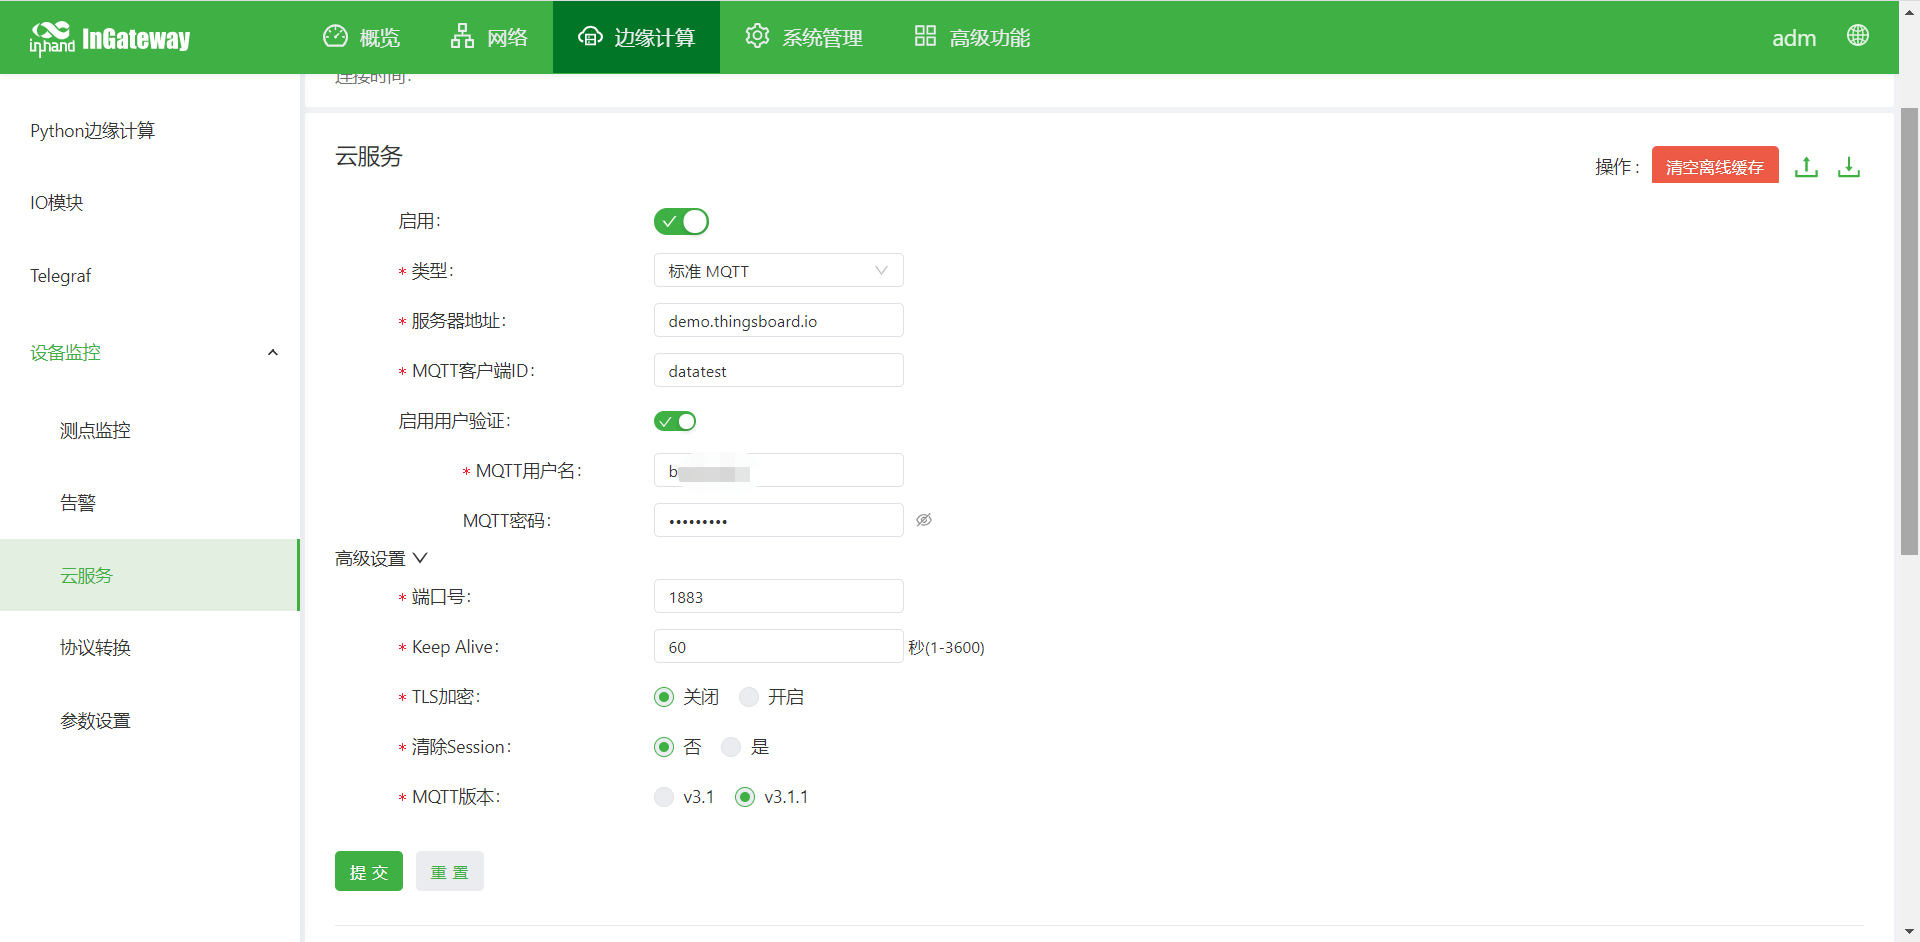 inhand InGateway 概览 网络 边缘计算 系统管理 高级功能 adm
连接时间:
Python边缘计算
IO模块
Telegraf
设备监控
测点监控
告警
云服务
协议转换
参数设置
云服务
操作 : 清空离线缓存
启用:
* 类型: 标准 MQTT
* 服务器地址: demo.thingsboard.io
* MQTT客户端ID: datatest
启用用户验证:
* MQTT用户名: b
MQTT密码: •••••••••
高级设置
* 端口号: 1883
* Keep Alive: 60 秒(1-3600)
* TLS加密: 关闭 开启
* 清除Session: 否 是
* MQTT版本: v3.1 v3.1.1
提 交 重 置